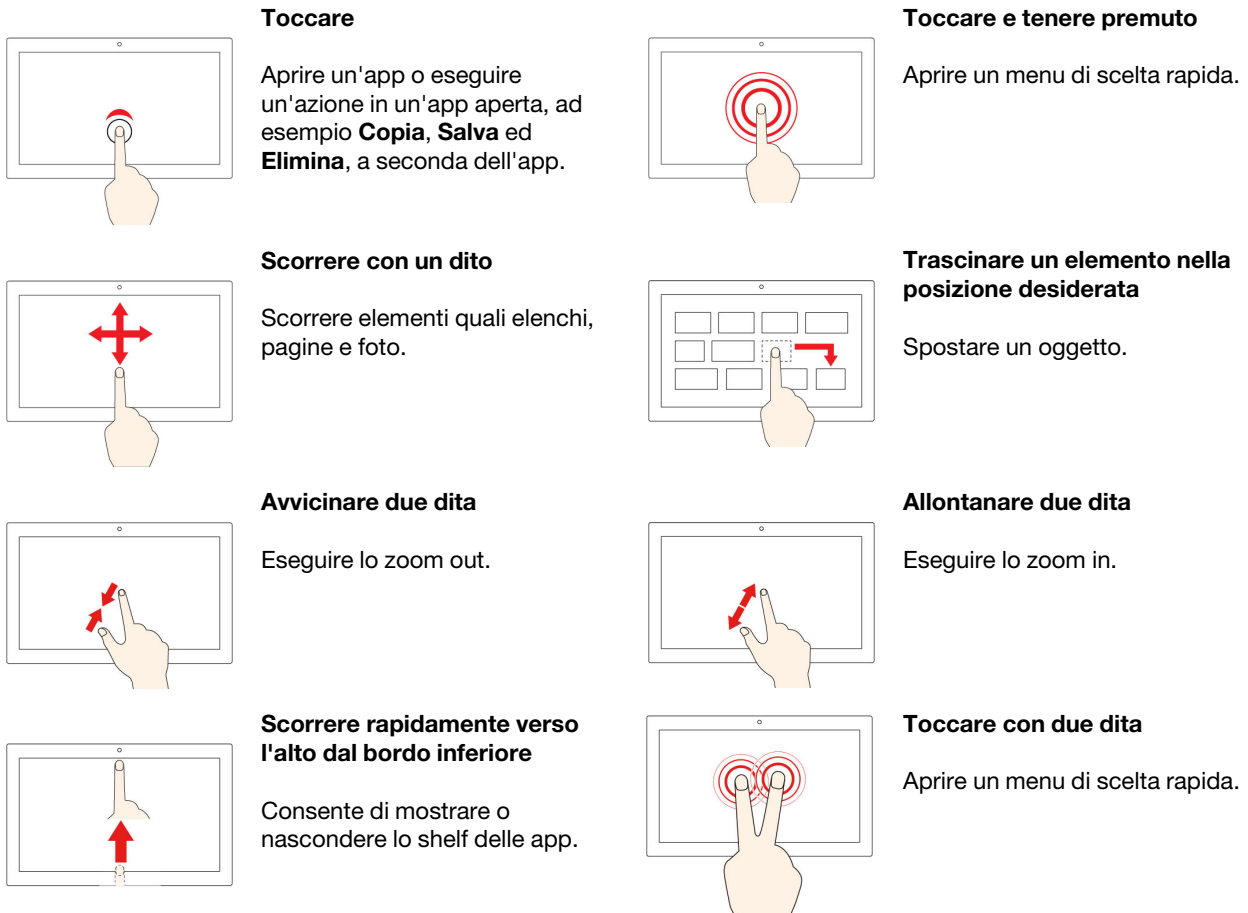 Toccare
Aprire un'app o eseguire
un'azione in un'app aperta, ad
esempio Copia, Salva ed
Elimina, a seconda dell'app.
Toccare e tenere premuto
Aprire un menu di scelta rapida.
Scorrere con un dito
Scorrere elementi quali elenchi,
pagine e foto.
Trascinare un elemento nella
posizione desiderata
Spostare un oggetto.
Avvicinare due dita
Eseguire lo zoom out.
Allontanare due dita
Eseguire lo zoom in.
Scorrere rapidamente verso
l'alto dal bordo inferiore
Consente di mostrare o
nascondere lo shelf delle app.
Toccare con due dita
Aprire un menu di scelta rapida.